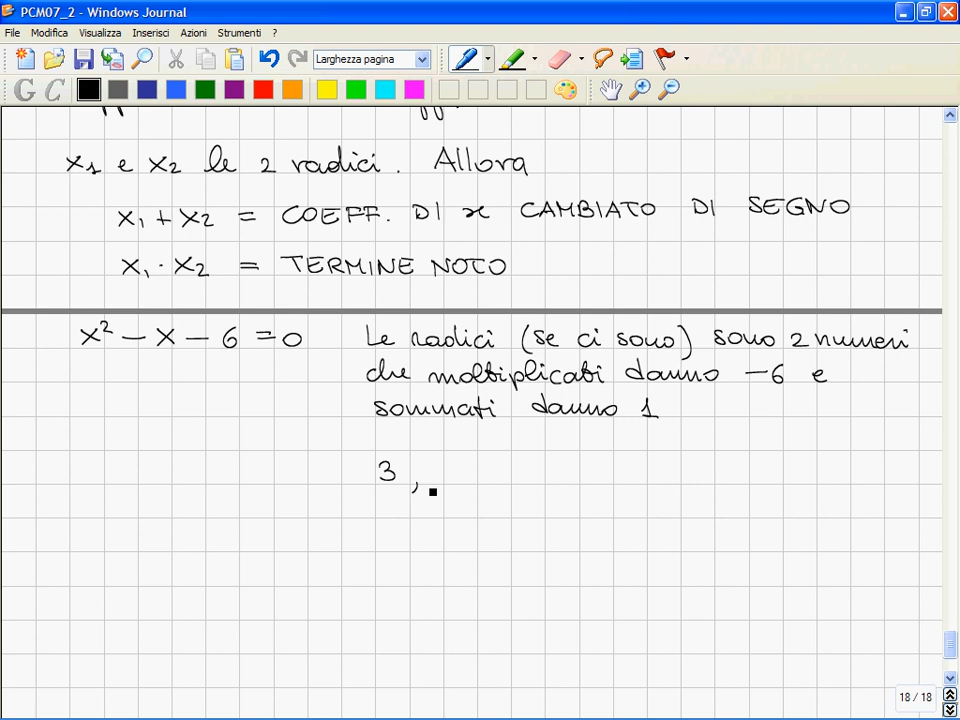 PCM07_2 - Windows Journal
File Modifica Visualizza Inserisci Azioni Strumenti ?
Larghezza pagina
G C
x1 e x2 le 2 radici. Allora
x1 + x2 = COEFF. DI x CAMBIATO DI SEGNO
x1 · x2 = TERMINE NOTO
x² - x - 6 = 0 Le radici (se ci sono) sono 2 numeri
che moltiplicati danno -6 e
sommati danno 1
3 ,
18 / 18